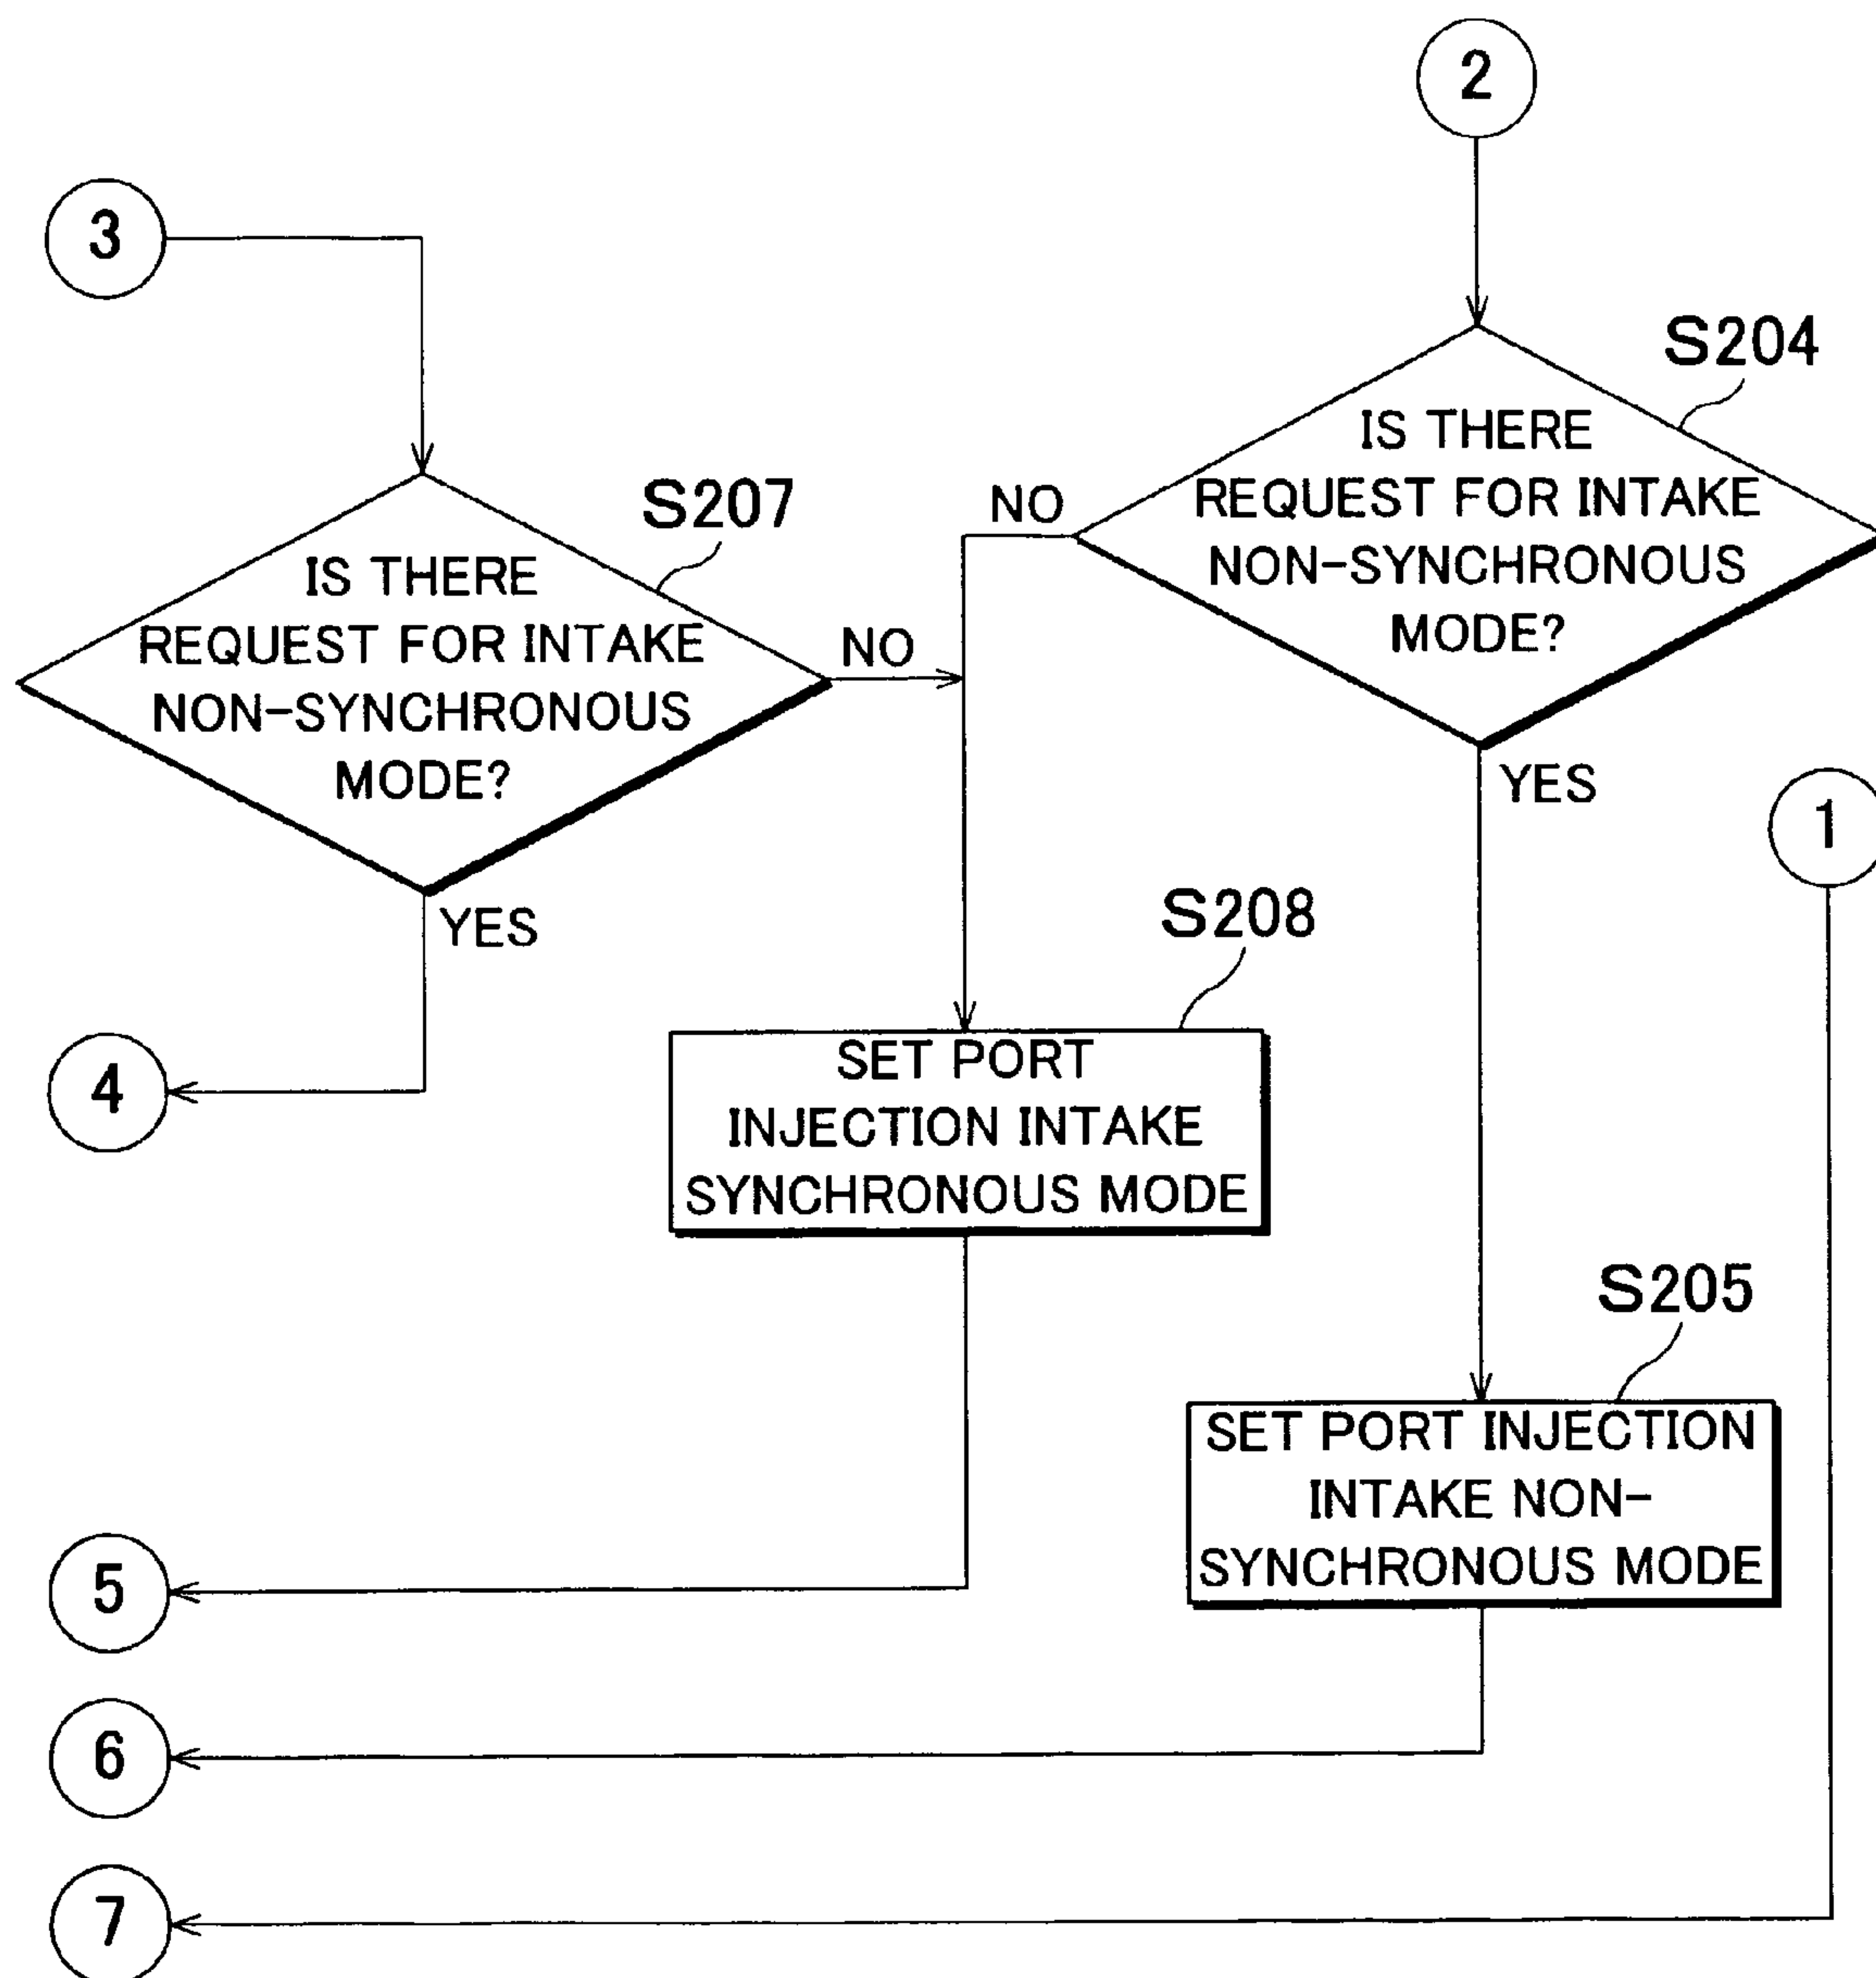 2
3
S204
IS THERE
REQUEST FOR INTAKE
NON-SYNCHRONOUS
MODE?
NO
YES
S207
IS THERE
REQUEST FOR INTAKE
NON-SYNCHRONOUS
MODE?
NO
YES
1
S208
SET PORT
INJECTION INTAKE
SYNCHRONOUS MODE
4
S205
SET PORT INJECTION
INTAKE NON-
SYNCHRONOUS MODE
5
6
7